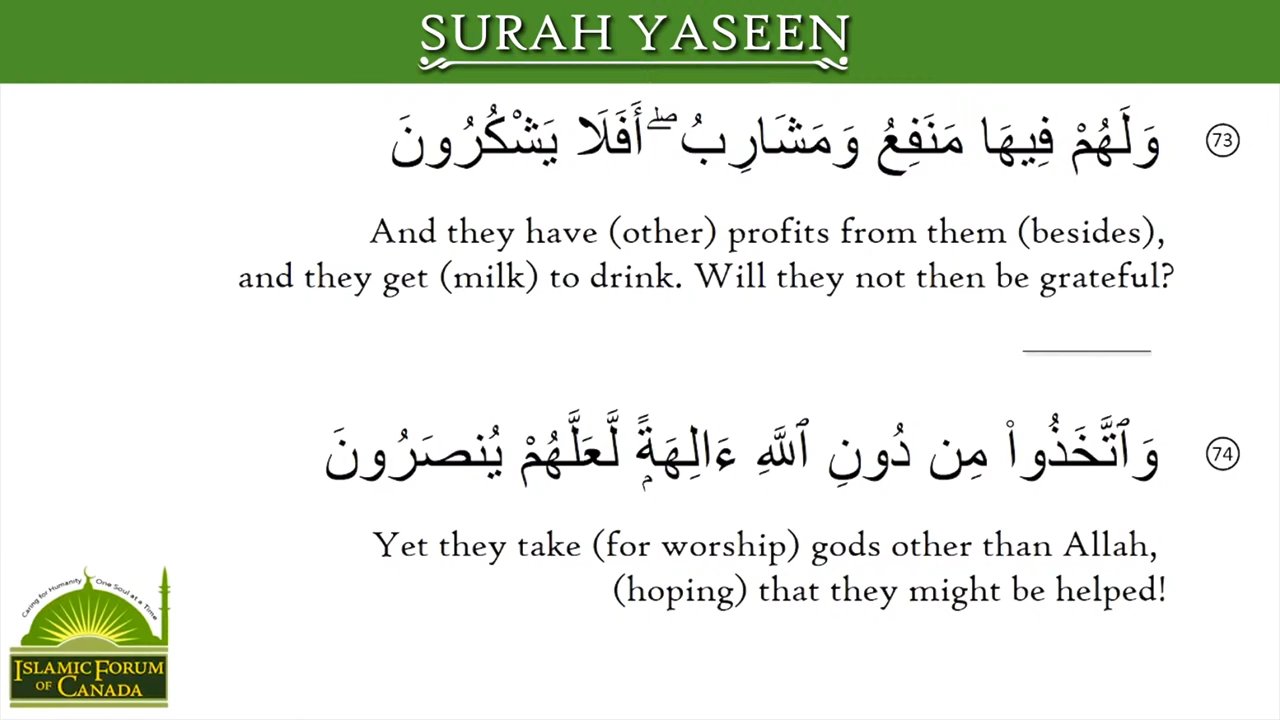 SURAH YASEEN
وَلَهُمْ فِيهَا مَنَفِعُ وَمَشَارِبُ ۖ أَفَلَا يَشْكُرُونَ
73
And they have (other) profits from them (besides),
and they get (milk) to drink. Will they not then be grateful?
وَٱتَّخَذُوا۟ مِن دُونِ ٱللَّهِ ءَالِهَةًۭ لَّعَلَّهُمْ يُنصَرُونَ
74
Yet they take (for worship) gods other than Allah,
(hoping) that they might be helped!
Caring for Humanity One Soul at a Time
ISLAMIC FORUM
OF CANADA